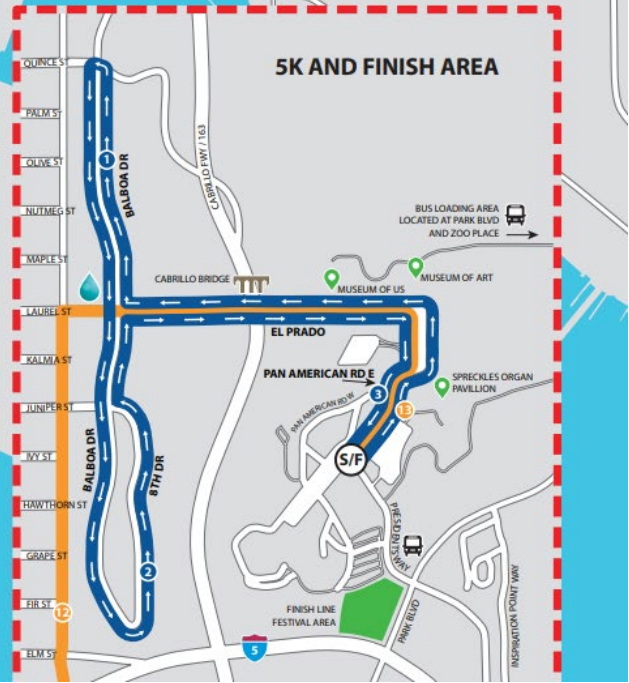 5K AND FINISH AREA
QUINCE ST
PALM ST
1
OLIVE ST
BALBOA DR
CABRILLO FWY / 163
NUTMEG ST
BUS LOADING AREA
LOCATED AT PARK BLVD
AND ZOO PLACE
MAPLE ST
CABRILLO BRIDGE
MUSEUM OF US
MUSEUM OF ART
LAUREL ST
EL PRADO
KALMIA ST
PAN AMERICAN RD E
SPRECKLES ORGAN
PAVILLION
3
13
PAN AMERICAN RD W
JUNIPER ST
BALBOA DR
8TH DR
IVY ST
S/F
HAWTHORN ST
PRESIDENTS WAY
GRAPE ST
2
FIR ST
12
FINISH LINE
FESTIVAL AREA
PARK BLVD
INSPIRATION POINT WAY
ELM ST
5